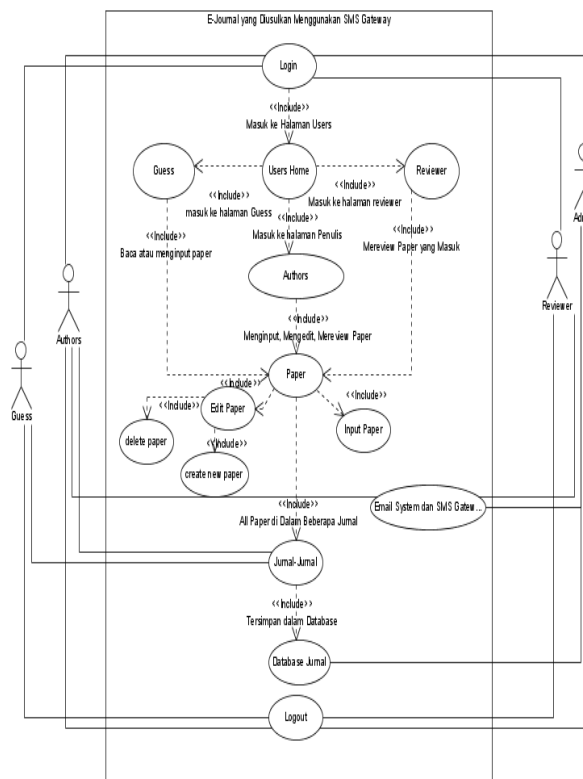 E-Journal yang Diusulkan Menggunakan SMS Gateway
Login
<<Include>>
Masuk ke Halaman Users
Guess
Users Home
Reviewer
<<Include>>
masuk ke halaman Guess
<<Include>>
Masuk ke halaman reviewer
<<Include>>
Baca atau menginput paper
<<Include>>
Masuk ke halaman Penulis
<<Include>>
Mereview Paper yang Masuk
Authors
Authors
Reviewer
Guess
<<Include>>
Menginput, Mengedit, Mereview Paper
Paper
<<Include>>
<<Include>>
Edit Paper
Input Paper
delete paper
<<Include>>
create new paper
Email System dan SMS Gatew...
<<Include>>
All Paper di Dalam Beberapa Jurnal
Jurnal-Jurnal
<<Include>>
Tersimpan dalam Database
Database Jurnal
Logout